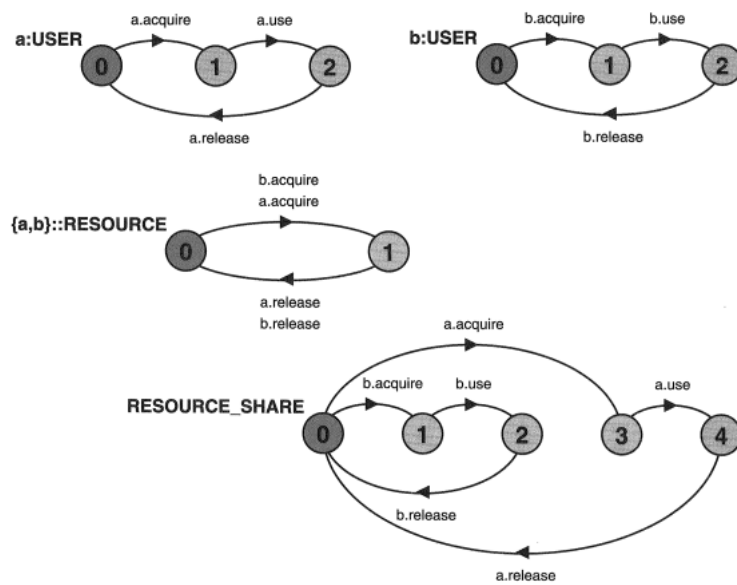 a.acquire
a.use
a:USER
0
1
2
a.release
b.acquire
b.use
b:USER
0
1
2
b.release
b.acquire
a.acquire
{a,b}::RESOURCE
0
1
a.release
b.release
a.acquire
b.acquire
b.use
a.use
RESOURCE_SHARE
0
1
2
3
4
b.release
a.release